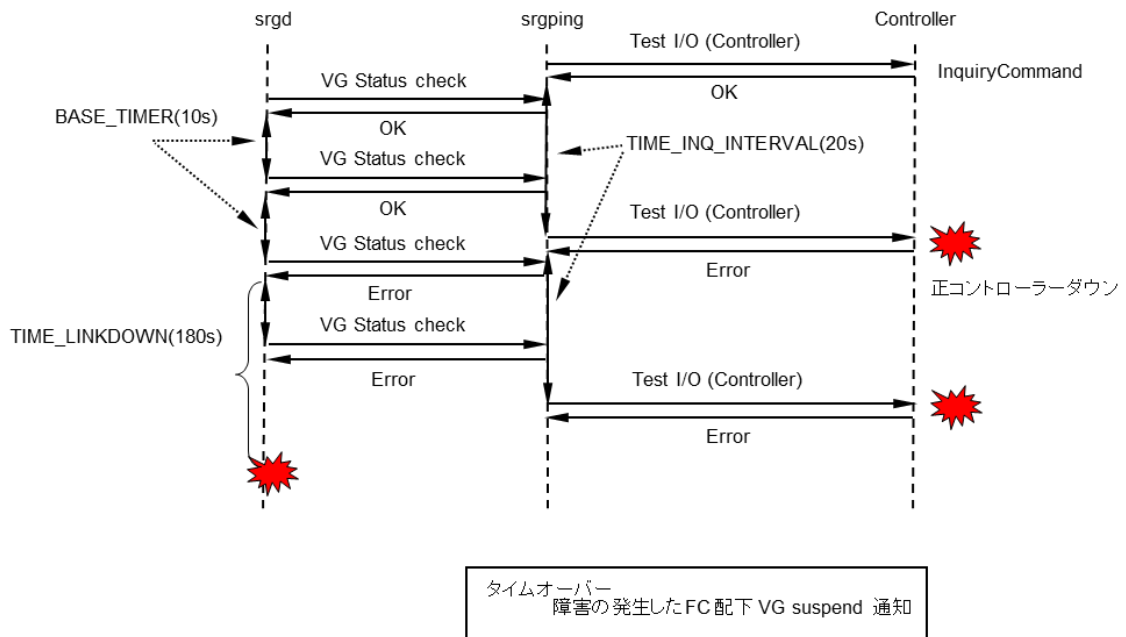 srgd
srgping
Controller
Test I/O (Controller)
InquiryCommand
VG Status check
OK
BASE_TIMER(10s)
OK
TIME_INQ_INTERVAL(20s)
VG Status check
OK
Test I/O (Controller)
VG Status check
Error
Error
正コントローラーダウン
TIME_LINKDOWN(180s)
VG Status check
Error
Test I/O (Controller)
Error
タイムオーバー
障害の発生したFC配下 VG suspend 通知